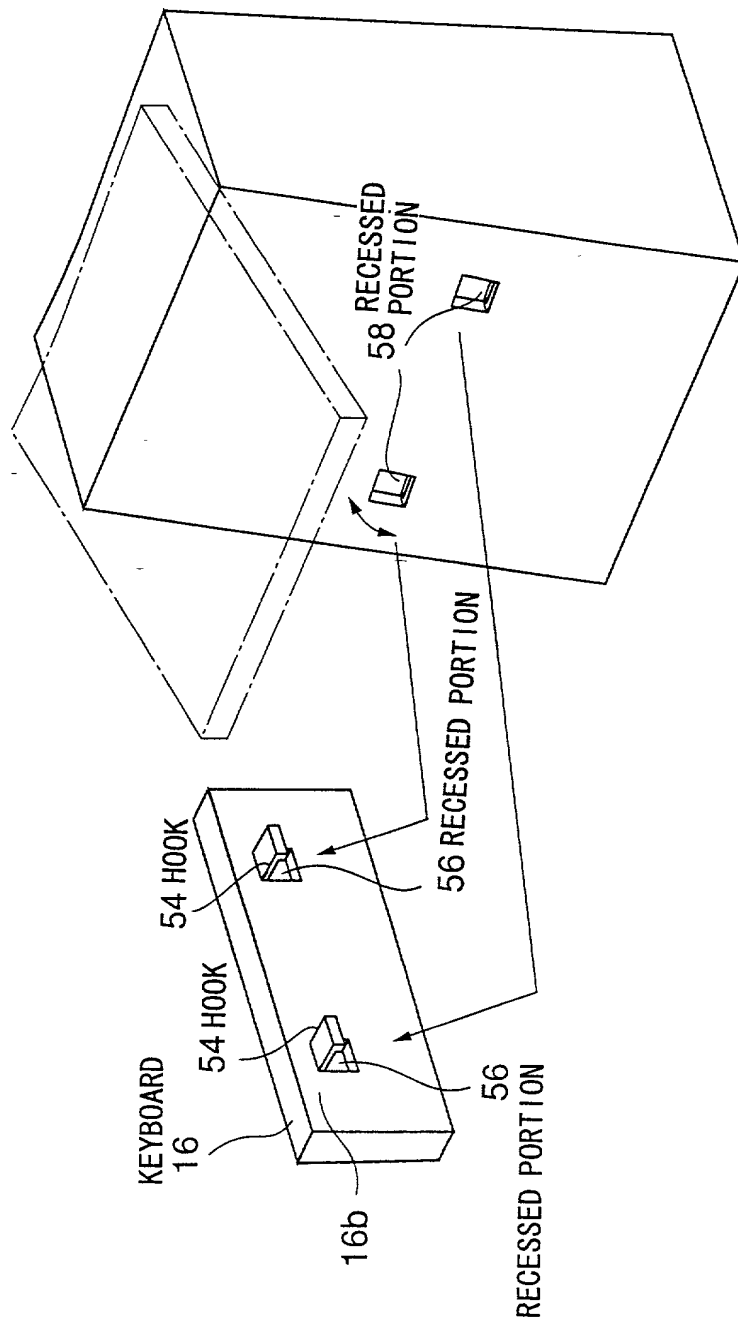 KEYBOARD
16
16b
54 HOOK
54 HOOK
56
RECESSED PORTION
56 RECESSED PORTION
58 RECESSED
PORTION